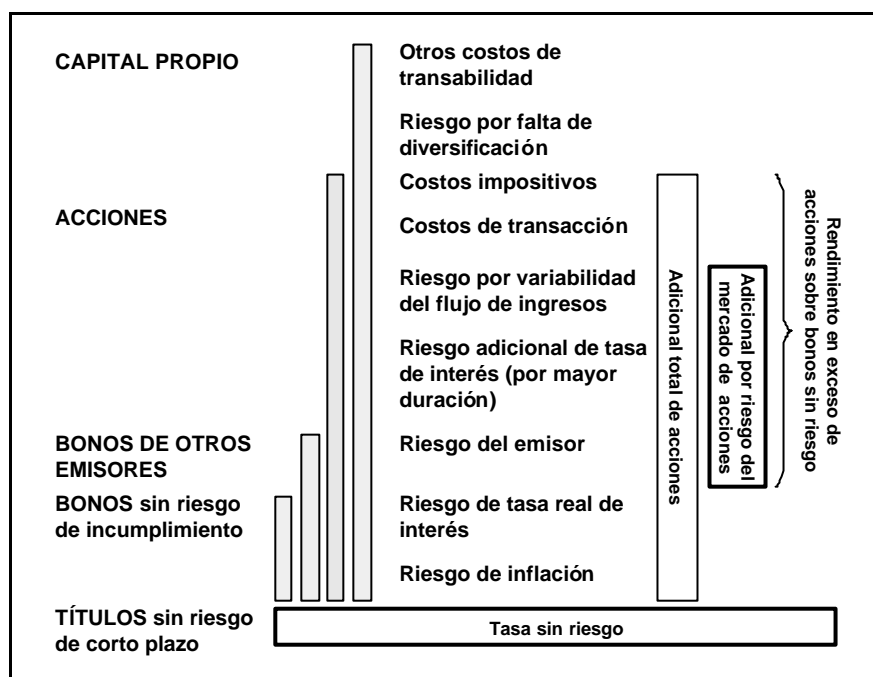 CAPITAL PROPIO
ACCIONES
BONOS DE OTROS
EMISORES
BONOS sin riesgo
de incumplimiento
TÍTULOS sin riesgo
de corto plazo
Otros costos de
transabilidad
Riesgo por falta de
diversificación
Costos impositivos
Costos de transacción
Riesgo por variabilidad
del flujo de ingresos
Riesgo adicional de tasa
de interés (por mayor
duración)
Riesgo del emisor
Riesgo de tasa real de
interés
Riesgo de inflación
Tasa sin riesgo
Adicional total de acciones
Adicional por riesgo del
mercado de acciones
Rendimiento en exceso de
acciones sobre bonos sin riesgo